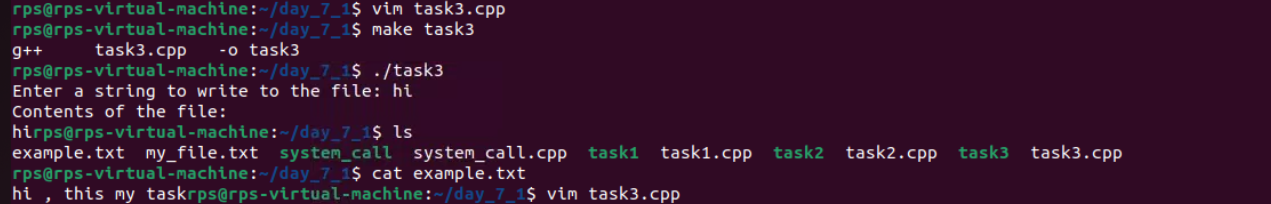 rps@rps-virtual-machine:~/day_7_1$ vim task3.cpp
rps@rps-virtual-machine:~/day_7_1$ make task3
g++     task3.cpp   -o task3
rps@rps-virtual-machine:~/day_7_1$ ./task3
Enter a string to write to the file: hi
Contents of the file:
hirps@rps-virtual-machine:~/day_7_1$ ls
example.txt  my_file.txt  system_call  system_call.cpp  task1  task1.cpp  task2  task2.cpp  task3  task3.cpp
rps@rps-virtual-machine:~/day_7_1$ cat example.txt
hi , this my taskrps@rps-virtual-machine:~/day_7_1$ vim task3.cpp